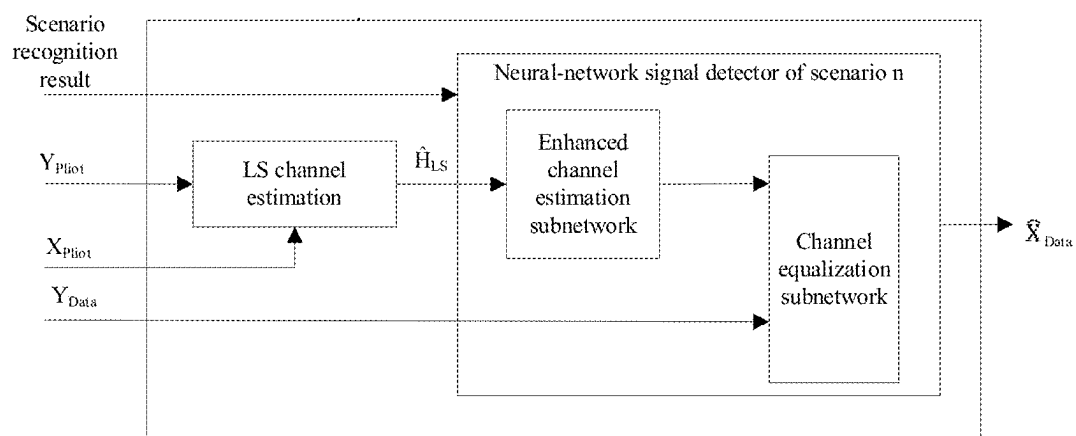 Scenario
recognition
result
Neural-network signal detector of scenario n
Y_Pliot
LS channel
estimation
Ĥ_LS
Enhanced
channel
estimation
subnetwork
X_Pliot
Y_Data
Channel
equalization
subnetwork
X̂_Data